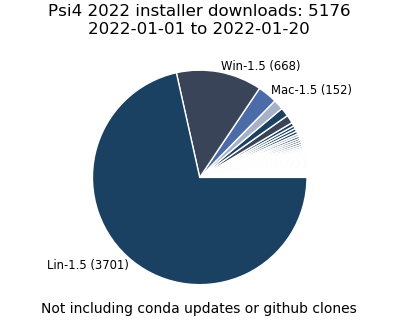 Psi4 2022 installer downloads: 5176
2022-01-01 to 2022-01-20
Win-1.5 (668)
Mac-1.5 (152)
Lin-1.5 (3701)
Not including conda updates or github clones